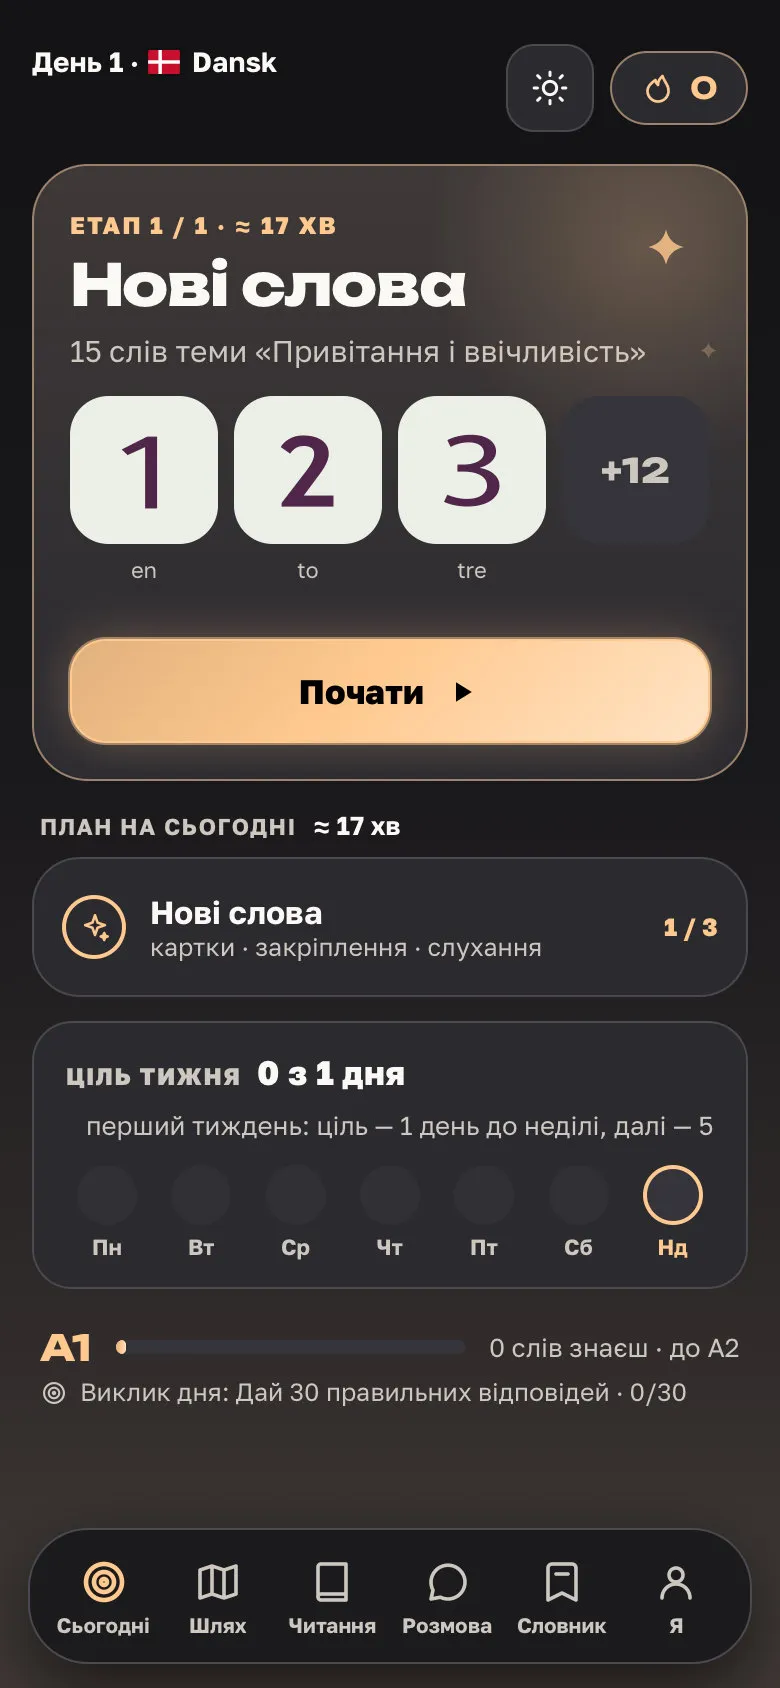 День 1 · Dansk
0
ЕТАП 1 / 1 · ≈ 17 ХВ
Нові слова
15 слів теми «Привітання і ввічливість»
1 2 3 +12
en to tre
Почати
ПЛАН НА СЬОГОДНІ ≈ 17 хв
Нові слова
картки · закріплення · слухання
1 / 3
ціль тижня 0 з 1 дня
перший тиждень: ціль — 1 день до неділі, далі — 5
Пн Вт Ср Чт Пт Сб Нд
A1 0 слів знаєш · до A2
Виклик дня: Дай 30 правильних відповідей · 0/30
Сьогодні Шлях Читання Розмова Словник Я